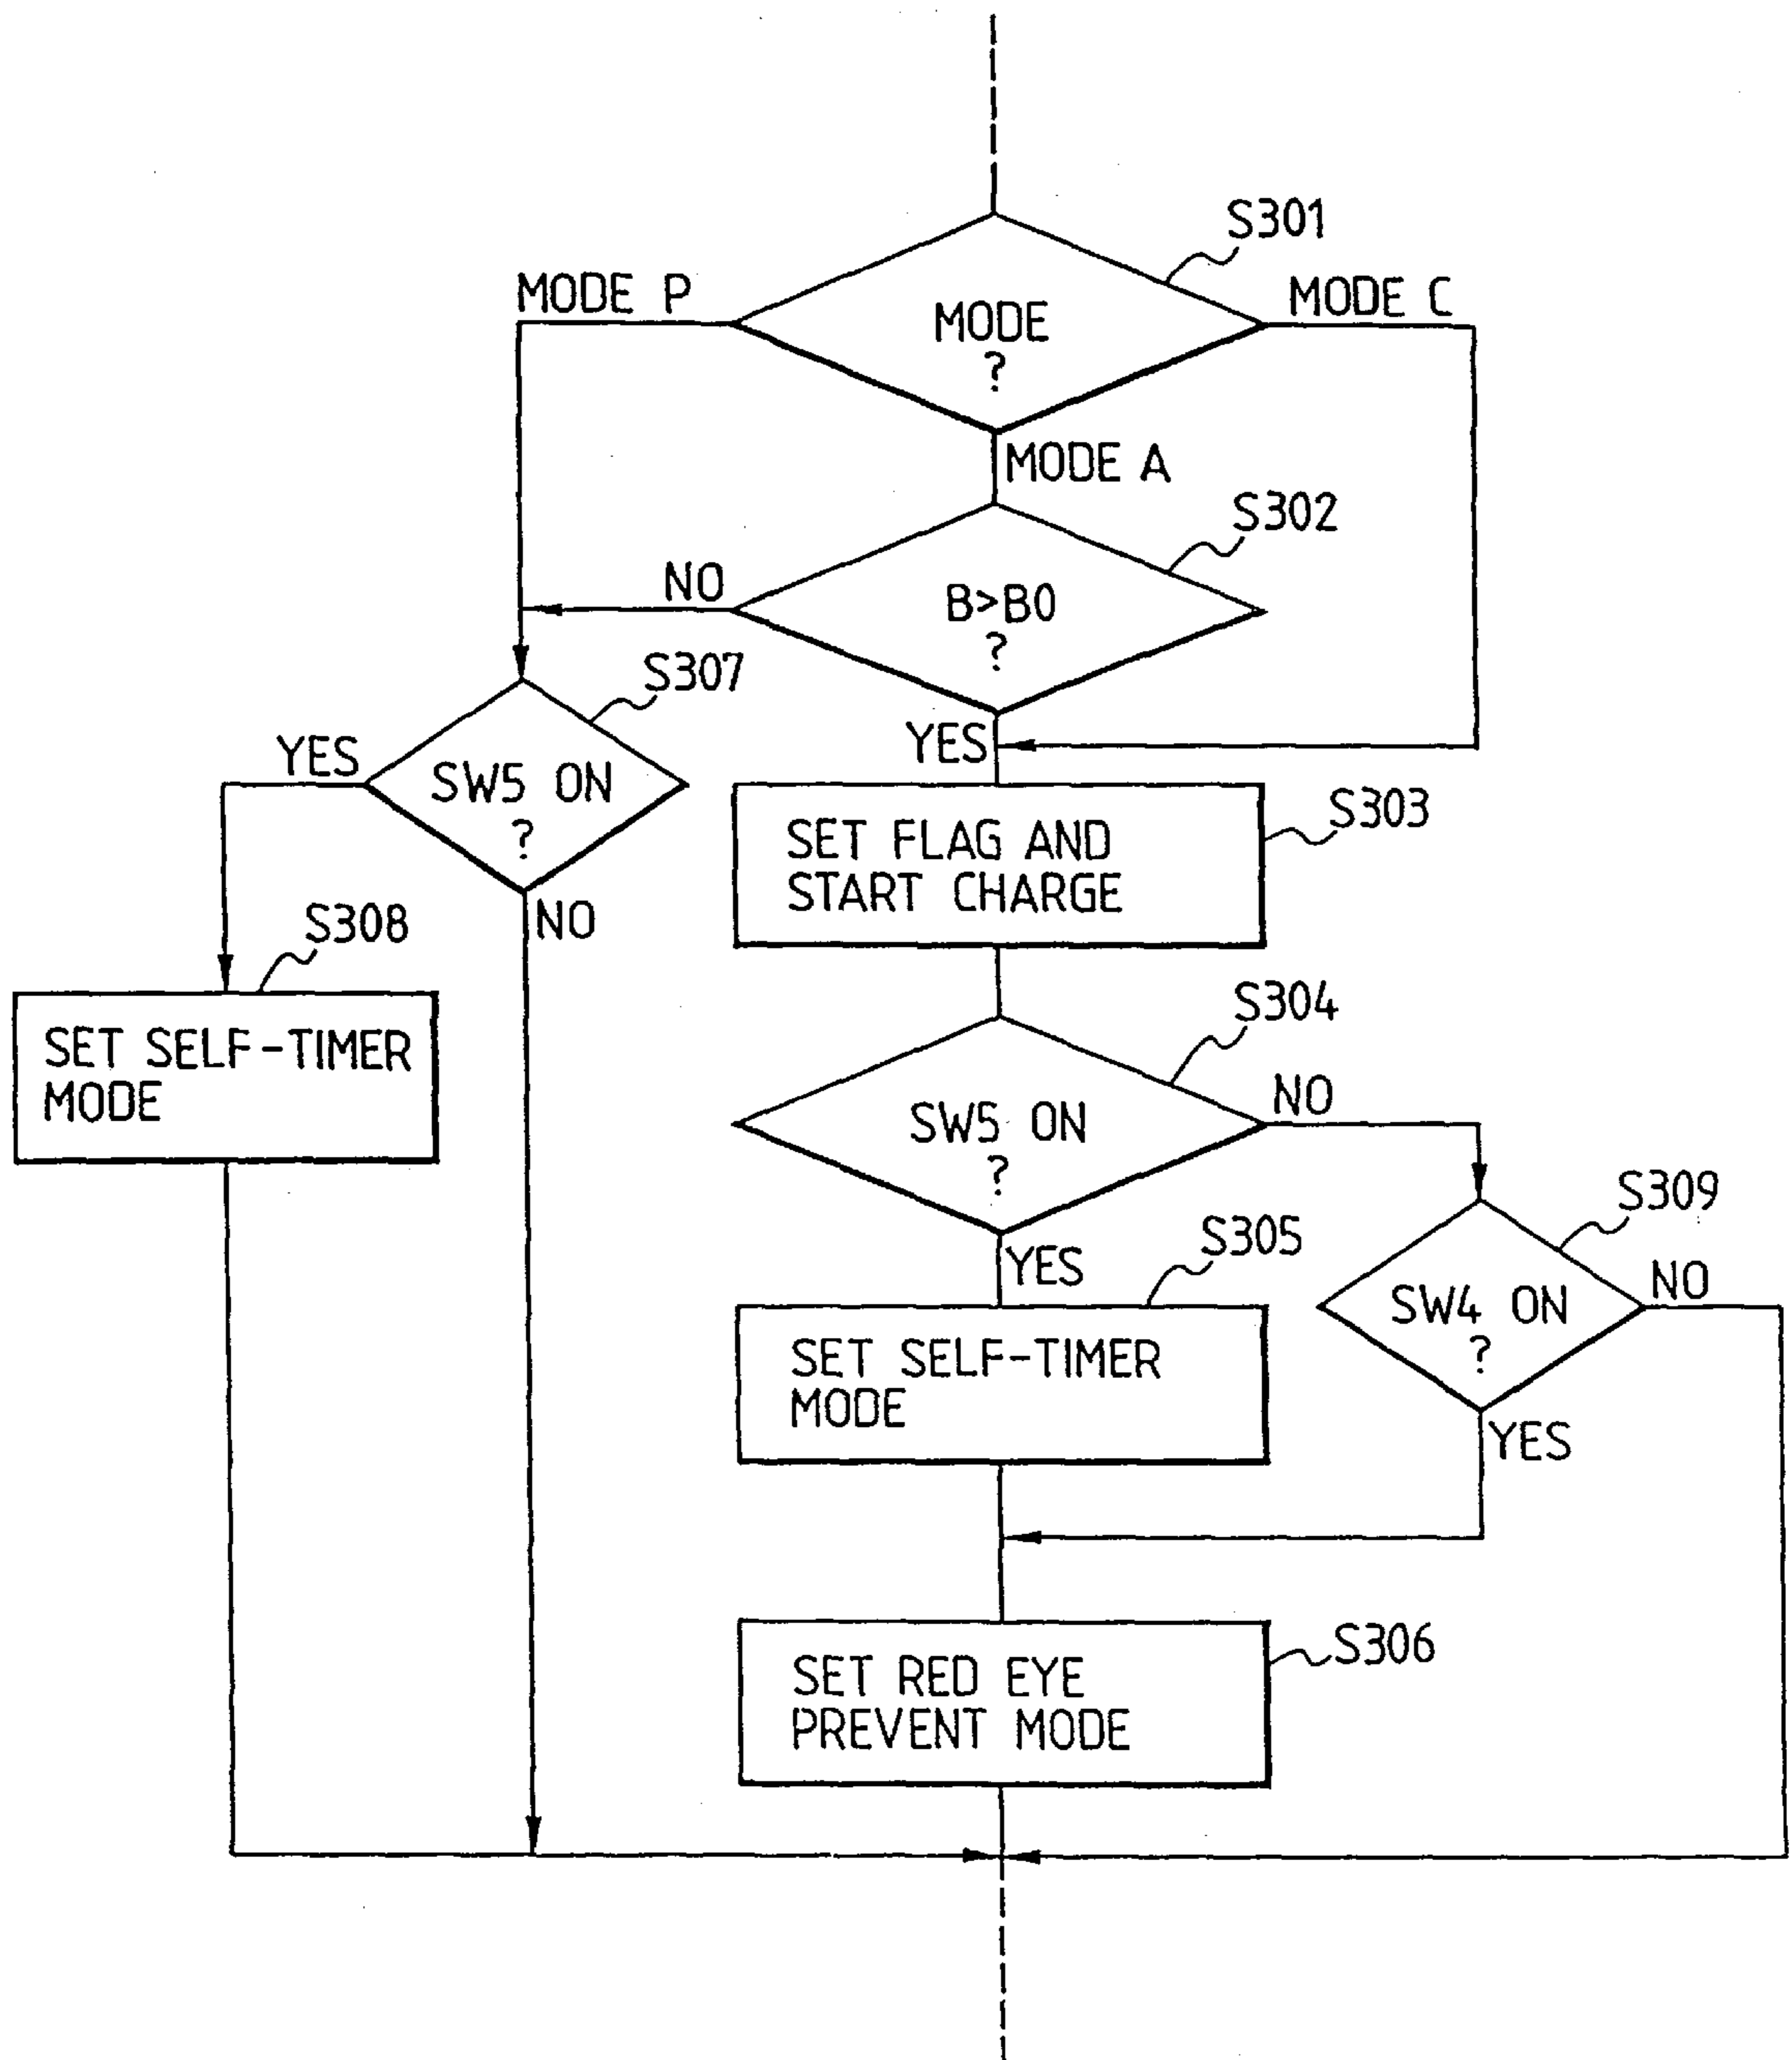 S301
MODE P
MODE C
MODE
?
MODE A
S302
NO
B>B0
?
S307
YES
YES
SW5 ON
?
S303
SET FLAG AND
START CHARGE
S308
NO
S304
SET SELF-TIMER
MODE
NO
SW5 ON
?
S309
YES
S305
NO
SW4 ON
?
SET SELF-TIMER
MODE
YES
S306
SET RED EYE
PREVENT MODE